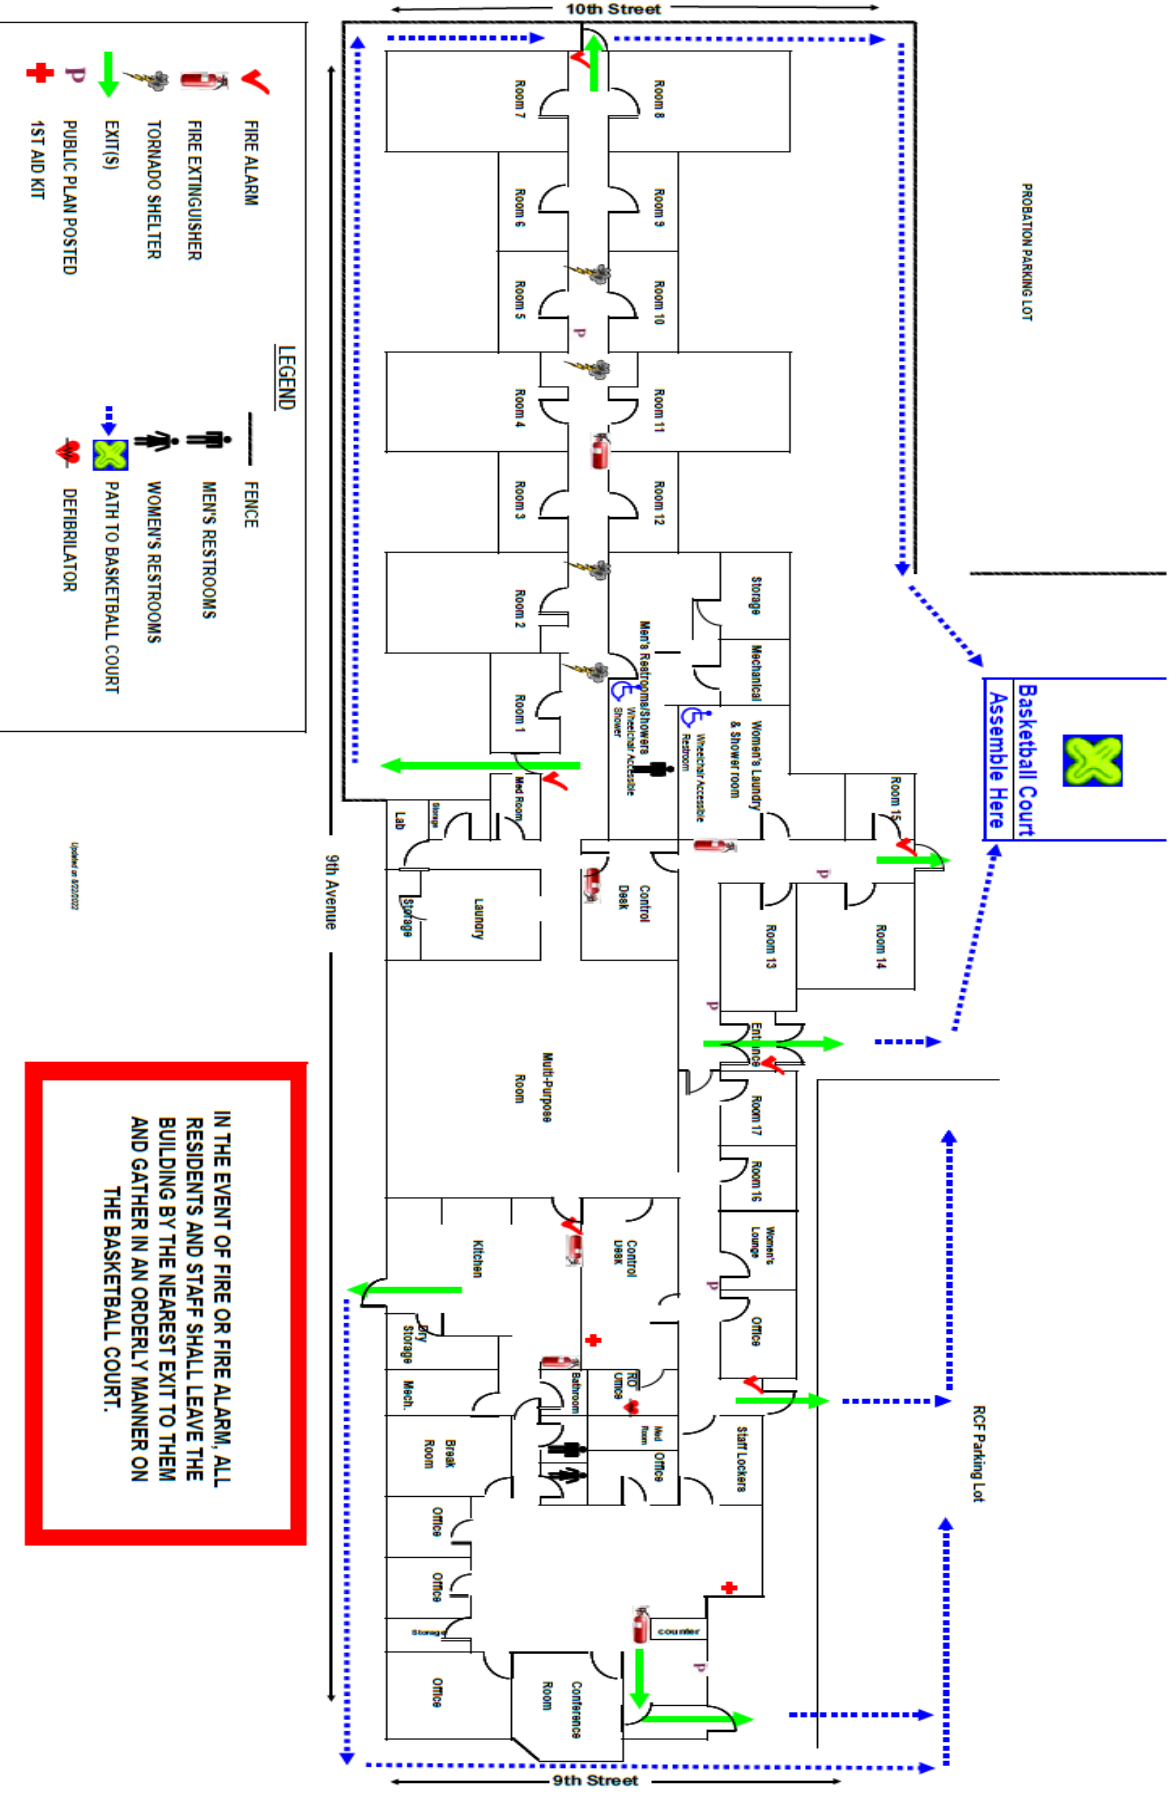 10th Street
PROBATION PARKING LOT
Basketball Court
Assemble Here
RCF Parking Lot
Room 8
Room 9
Room 10
Room 11
Room 12
Room 7
Room 6
Room 5
Room 4
Room 3
Room 2
Room 1
P
Storage
Mechanical
Men's Restrooms/Showers
Wheelchair Accessible
Shower
Women's Laundry
& Shower room
Wheelchair Accessible
Restroom
Room 15
Room 14
Room 13
P
P
Entrance
Room 17
Room 16
Women's
Lounge
P
Office
Staff Lockers
Med Room
Storage
Lab
Laundry
Storage
Control
Desk
Multi-Purpose
Room
Kitchen
Control
Desk
Dry
Storage
Mech.
Bathroom
RD
Office
Med
Room
Office
Break
Room
Office
Office
Storage
Office
Conference
Room
counter
P
9th Avenue
9th Street
LEGEND
FIRE ALARM
FIRE EXTINGUISHER
TORNADO SHELTER
EXIT(S)
P PUBLIC PLAN POSTED
1ST AID KIT
FENCE
MEN'S RESTROOMS
WOMEN'S RESTROOMS
PATH TO BASKETBALL COURT
DEFIBRILATOR
Updated on 8/22/2022
IN THE EVENT OF FIRE OR FIRE ALARM, ALL
RESIDENTS AND STAFF SHALL LEAVE THE
BUILDING BY THE NEAREST EXIT TO THEM
AND GATHER IN AN ORDERLY MANNER ON
THE BASKETBALL COURT.